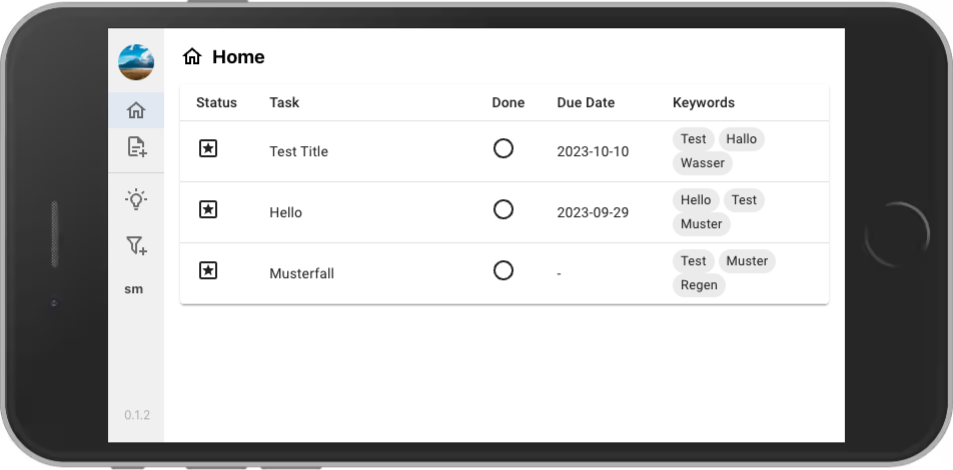 Home
Status Task Done Due Date Keywords
Test Title 2023-10-10 Test Hallo
Wasser
Hello 2023-09-29 Hello Test
Muster
Musterfall - Test Muster
Regen
sm
0.1.2